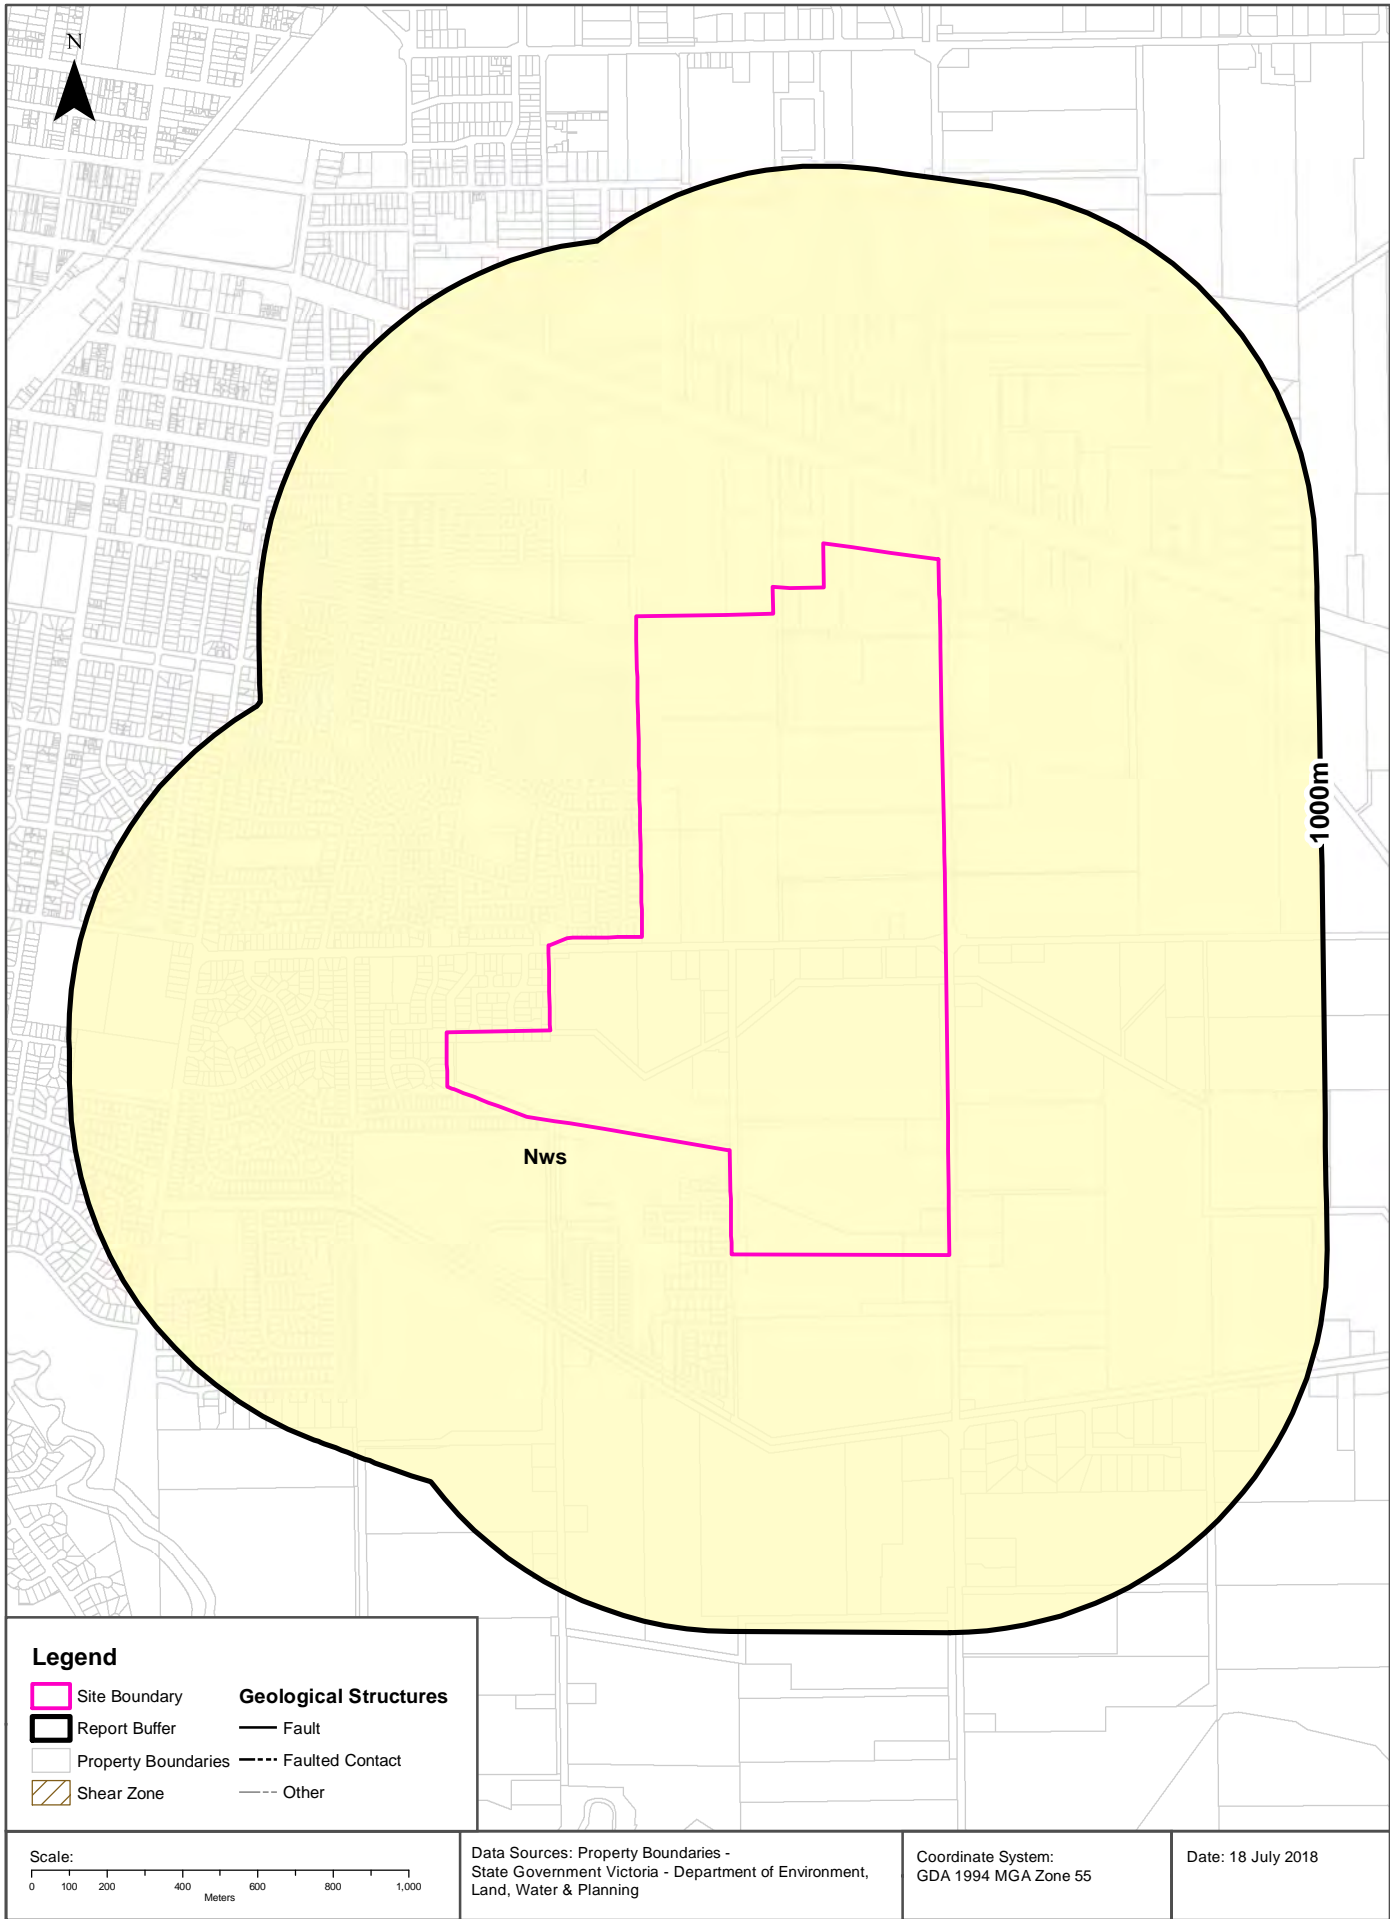 N
1000m
Nws
Legend
Site Boundary
Report Buffer
Property Boundaries
Shear Zone
Geological Structures
Fault
Faulted Contact
Other
Scale:
0 100 200 400 600 800 1,000
Meters
Data Sources: Property Boundaries -
State Government Victoria - Department of Environment,
Land, Water & Planning
Coordinate System:
GDA 1994 MGA Zone 55
Date: 18 July 2018